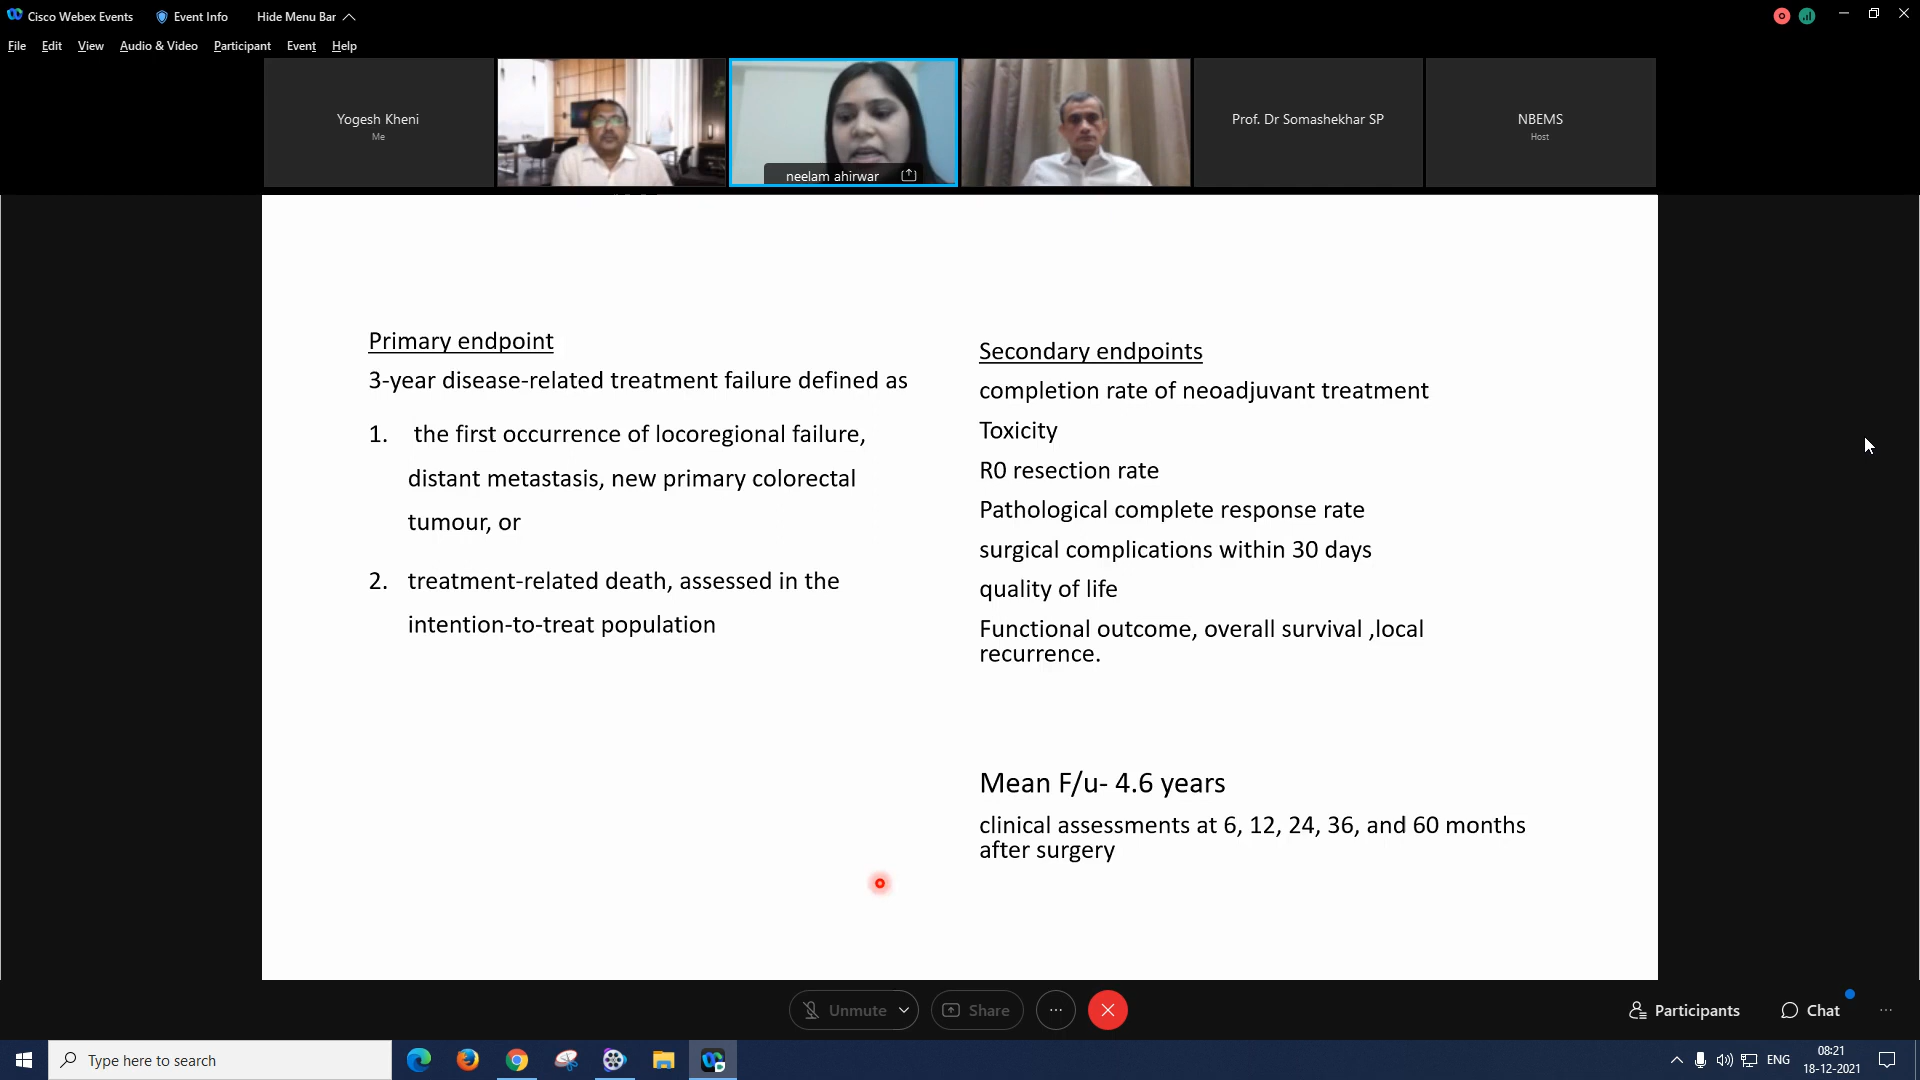 Cisco Webex Events
Event Info
Hide Menu Bar
File Edit View Audio & Video Participant Event Help
Yogesh Kheni
Me
neelam ahirwar
Prof. Dr Somashekhar SP
NBEMS
Host
Primary endpoint
3-year disease-related treatment failure defined as
1. the first occurrence of locoregional failure,
distant metastasis, new primary colorectal
tumour, or
2. treatment-related death, assessed in the
intention-to-treat population
Secondary endpoints
completion rate of neoadjuvant treatment
Toxicity
R0 resection rate
Pathological complete response rate
surgical complications within 30 days
quality of life
Functional outcome, overall survival ,local
recurrence.
Mean F/u- 4.6 years
clinical assessments at 6, 12, 24, 36, and 60 months
after surgery
Unmute
Share
Participants
Chat
Type here to search
ENG
08:21
18-12-2021